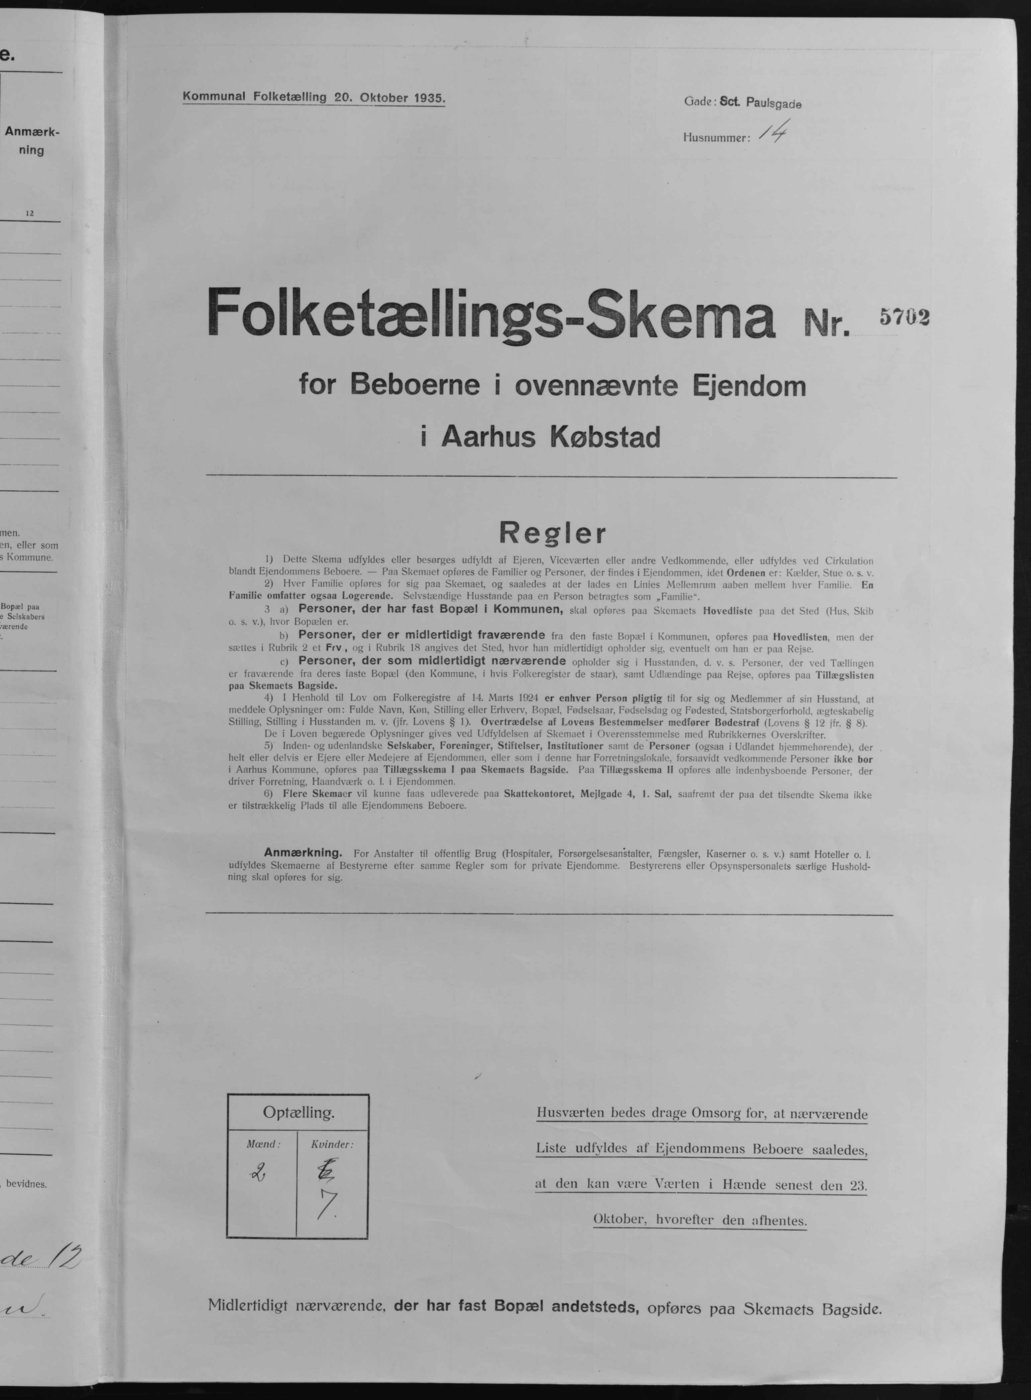 e.
Anmærk-
ning
12
men.
en, eller som
s Kommune.
Bopæl paa
e Selskabers
værende
, bevidnes.
de 12
Kommunal Folketælling 20. Oktober 1935.
Gade: Sct. Paulsgade
Husnummer: 14
Folketællings-Skema Nr. 5702
for Beboerne i ovennævnte Ejendom
i Aarhus Købstad
Regler
1) Dette Skema udfyldes eller besørges udfyldt af Ejeren, Viceværten eller andre Vedkommende, eller udfyldes ved Cirkulation
blandt Ejendommens Beboere. — Paa Skemaet opføres de Familier og Personer, der findes i Ejendommen, idet Ordenen er: Kælder, Stue o. s. v.
2) Hver Familie opføres for sig paa Skemaet, og saaledes at der lades en Linies Mellemrum aaben mellem hver Familie. En
Familie omfatter ogsaa Logerende. Selvstændige Husstande paa en Person betragtes som „Familie“.
3 a) Personer, der har fast Bopæl i Kommunen, skal opføres paa Skemaets Hovedliste paa det Sted (Hus, Skib
o. s. v.), hvor Bopælen er.
b) Personer, der er midlertidigt fraværende fra den faste Bopæl i Kommunen, opføres paa Hovedlisten, men der
sættes i Rubrik 2 et Frv., og i Rubrik 18 angives det Sted, hvor han midlertidigt opholder sig, eventuelt om han er paa Rejse.
c) Personer, der som midlertidigt nærværende opholder sig i Husstanden, d. v. s. Personer, der ved Tællingen
er fraværende fra deres faste Bopæl (den Kommune, i hvis Folkeregister de staar), samt Udlændinge paa Rejse, opføres paa Tillægslisten
paa Skemaets Bagside.
4) I Henhold til Lov om Folkeregistre af 14. Marts 1924 er enhver Person pligtig til for sig og Medlemmer af sin Husstand, at
meddele Oplysninger om: Fulde Navn, Køn, Stilling eller Erhverv, Bopæl, Fødselsaar, Fødselsdag og Fødested, Statsborgerforhold, ægteskabelig
Stilling, Stilling i Husstanden m. v. (jfr. Lovens § 1). Overtrædelse af Lovens Bestemmelser medfører Bødestraf (Lovens § 12 jfr. § 8).
De i Loven begærede Oplysninger gives ved Udfyldelsen af Skemaet i Overensstemmelse med Rubrikkernes Overskrifter.
5) Inden- og udenlandske Selskaber, Foreninger, Stiftelser, Institutioner samt de Personer (ogsaa i Udlandet hjemmehørende), der
helt eller delvis er Ejere eller Medejere af Ejendommen, eller som i denne har Forretningslokale, forsaavidt vedkommende Personer ikke bor
i Aarhus Kommune, opføres paa Tillægsskema I paa Skemaets Bagside. Paa Tillægsskema II opføres alle indenbysboende Personer, der
driver Forretning, Haandværk o. l. i Ejendommen.
6) Flere Skemaer vil kunne faas udleverede paa Skattekontoret, Mejlgade 4, 1. Sal, saafremt der paa det tilsendte Skema ikke
er tilstrækkelig Plads til alle Ejendommens Beboere.
Anmærkning. For Anstalter til offentlig Brug (Hospitaler, Forsørgelsesanstalter, Fængsler, Kaserner o. s. v.) samt Hoteller o. l.
udfyldes Skemaerne af Bestyrerne efter samme Regler som for private Ejendomme. Bestyrerens eller Opsynspersonalets særlige Hushold-
ning skal opføres for sig.
Optælling.
Mænd: Kvinder:
2
7.
Husværten bedes drage Omsorg for, at nærværende
Liste udfyldes af Ejendommens Beboere saaledes,
at den kan være Værten i Hænde senest den 23.
Oktober, hvorefter den afhentes.
Midlertidigt nærværende, der har fast Bopæl andetsteds, opføres paa Skemaets Bagside.